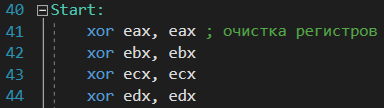 40 Start:
41 xor eax, eax ; очистка регистров
42 xor ebx, ebx
43 xor ecx, ecx
44 xor edx, edx